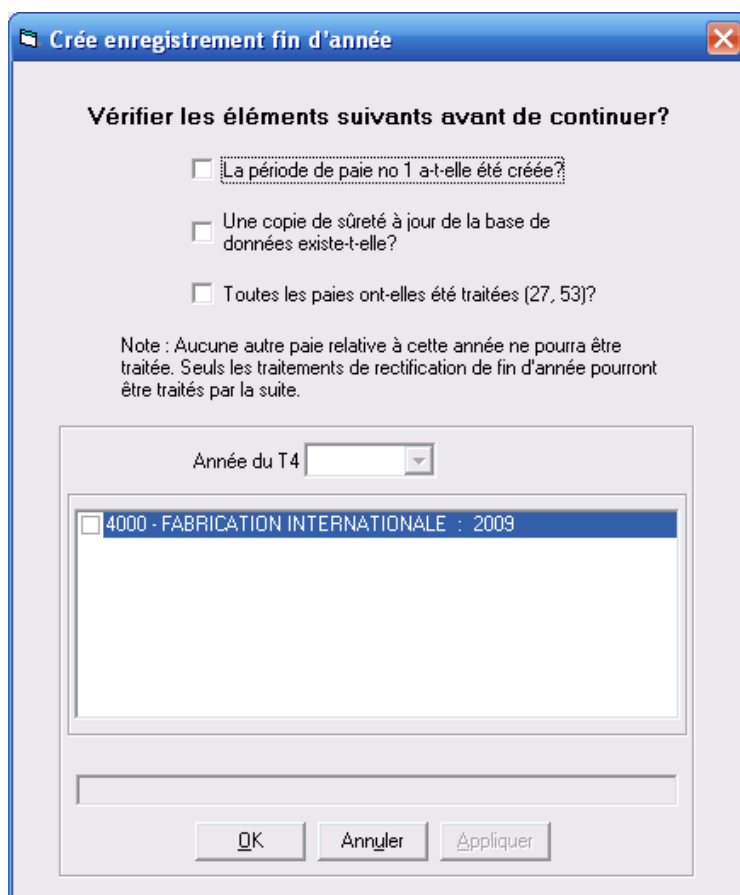 Crée enregistrement fin d'année
Vérifier les éléments suivants avant de continuer?
La période de paie no 1 a-t-elle été créée?
Une copie de sûreté à jour de la base de
données existe-t-elle?
Toutes les paies ont-elles été traitées (27, 53)?
Note : Aucune autre paie relative à cette année ne pourra être
traitée. Seuls les traitements de rectification de fin d'année pourront
être traités par la suite.
Année du T4
4000 - FABRICATION INTERNATIONALE : 2009
OK Annuler Appliquer